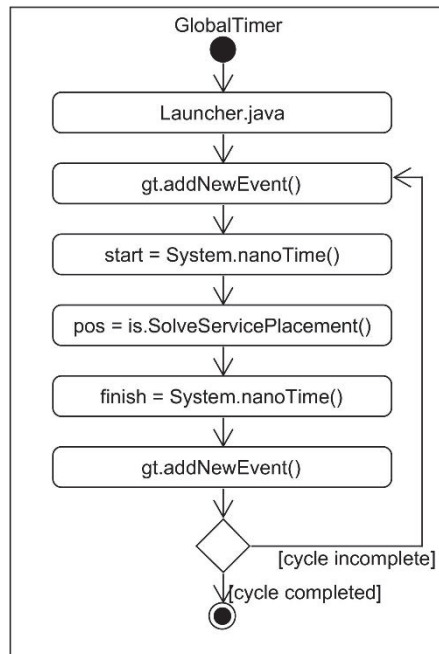 GlobalTimer
Launcher.java
gt.addNewEvent()
start = System.nanoTime()
pos = is.SolveServicePlacement()
finish = System.nanoTime()
gt.addNewEvent()
[cycle incomplete]
[cycle completed]